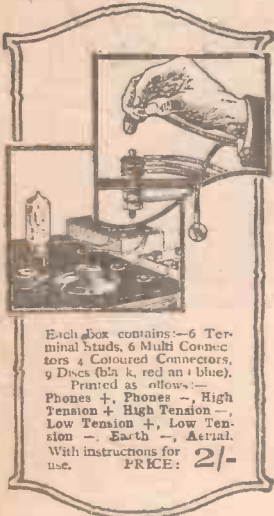 Each Box contains:—6 Ter-
minal Studs, 6 Multi Connec
tors 4 Coloured Connectors,
9 Discs (bla k, red an blue).
Printed as ollows:—
Phones +, Phones −, High
Tension + High Tension −,
Low Tension +, Low Ten-
sion −, Earth −, Aerial.
With instructions for
use. PRICE: 2/-